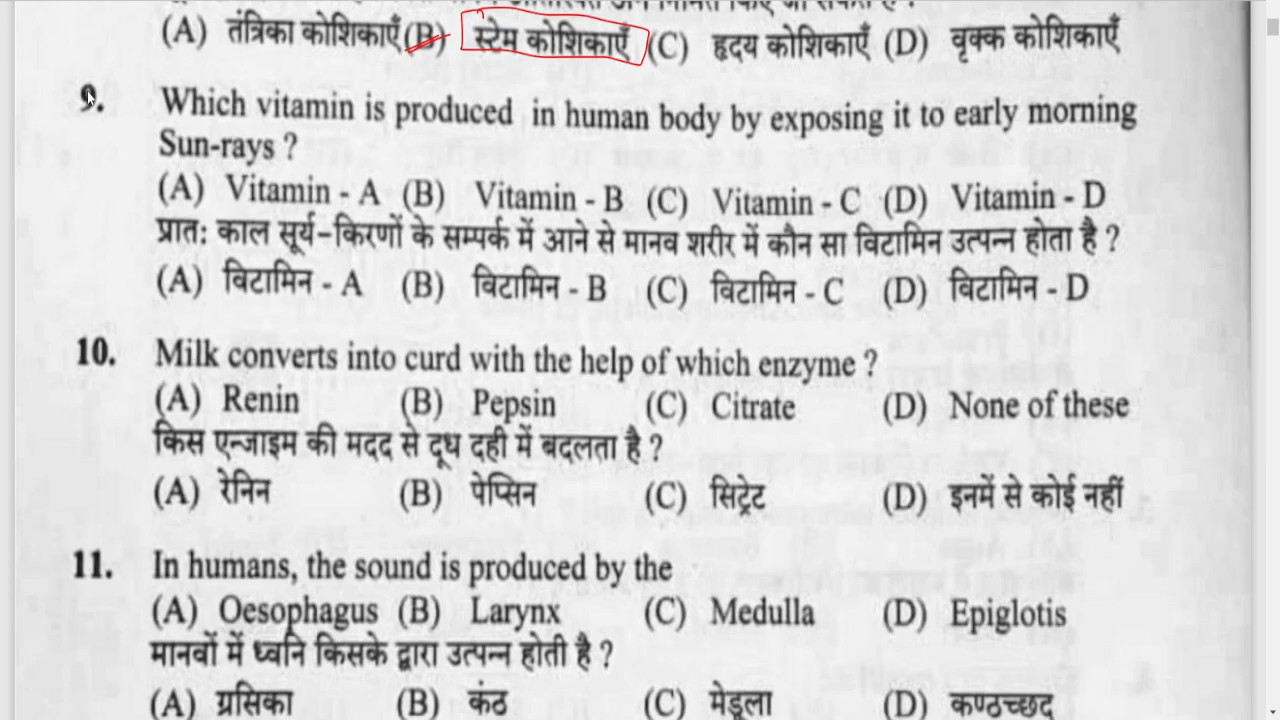 (A) तंत्रिका कोशिकाएँ (B) स्टेम कोशिकाएँ (C) हृदय कोशिकाएँ (D) वृक्क कोशिकाएँ
9. Which vitamin is produced in human body by exposing it to early morning
Sun-rays ?
(A) Vitamin - A (B) Vitamin - B (C) Vitamin - C (D) Vitamin - D
प्रातः काल सूर्य-किरणों के सम्पर्क में आने से मानव शरीर में कौन सा विटामिन उत्पन्न होता है ?
(A) विटामिन - A (B) विटामिन - B (C) विटामिन - C (D) विटामिन - D
10. Milk converts into curd with the help of which enzyme ?
(A) Renin (B) Pepsin (C) Citrate (D) None of these
किस एन्जाइम की मदद से दूध दही में बदलता है ?
(A) रेनिन (B) पेप्सिन (C) सिट्रेट (D) इनमें से कोई नहीं
11. In humans, the sound is produced by the
(A) Oesophagus (B) Larynx (C) Medulla (D) Epiglotis
मानवों में ध्वनि किसके द्वारा उत्पन्न होती है ?
(A) ग्रसिका (B) कंठ (C) मेडूला (D) कण्ठच्छद